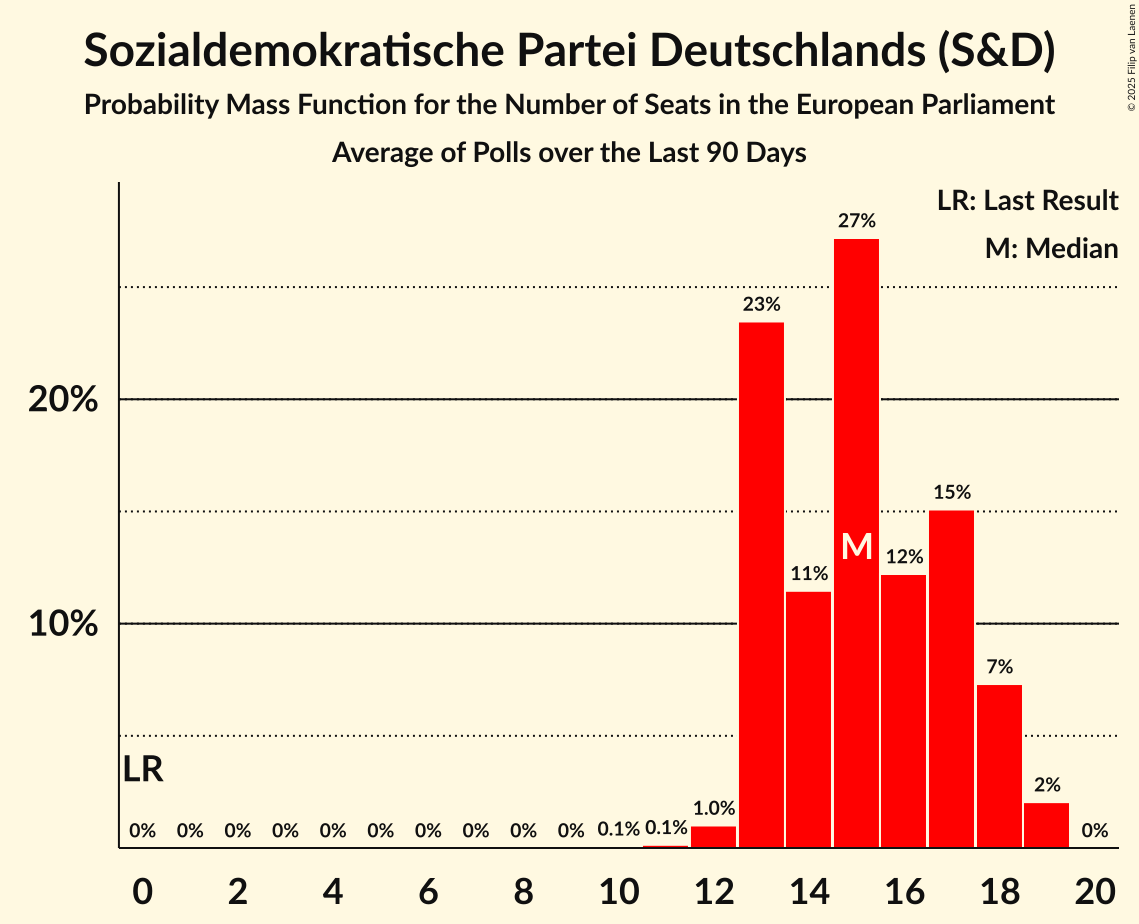 Sozialdemokratische Partei Deutschlands (S&D)
Probability Mass Function for the Number of Seats in the European Parliament
Average of Polls over the Last 90 Days
© 2025 Filip van Laenen
LR: Last Result
M: Median
27%
23%
20%
15%
M
12%
11%
10%
7%
LR
2%
1.0%
0% 0% 0% 0% 0% 0% 0% 0% 0% 0% 0.1% 0.1% 0%
0 2 4 6 8 10 12 14 16 18 20